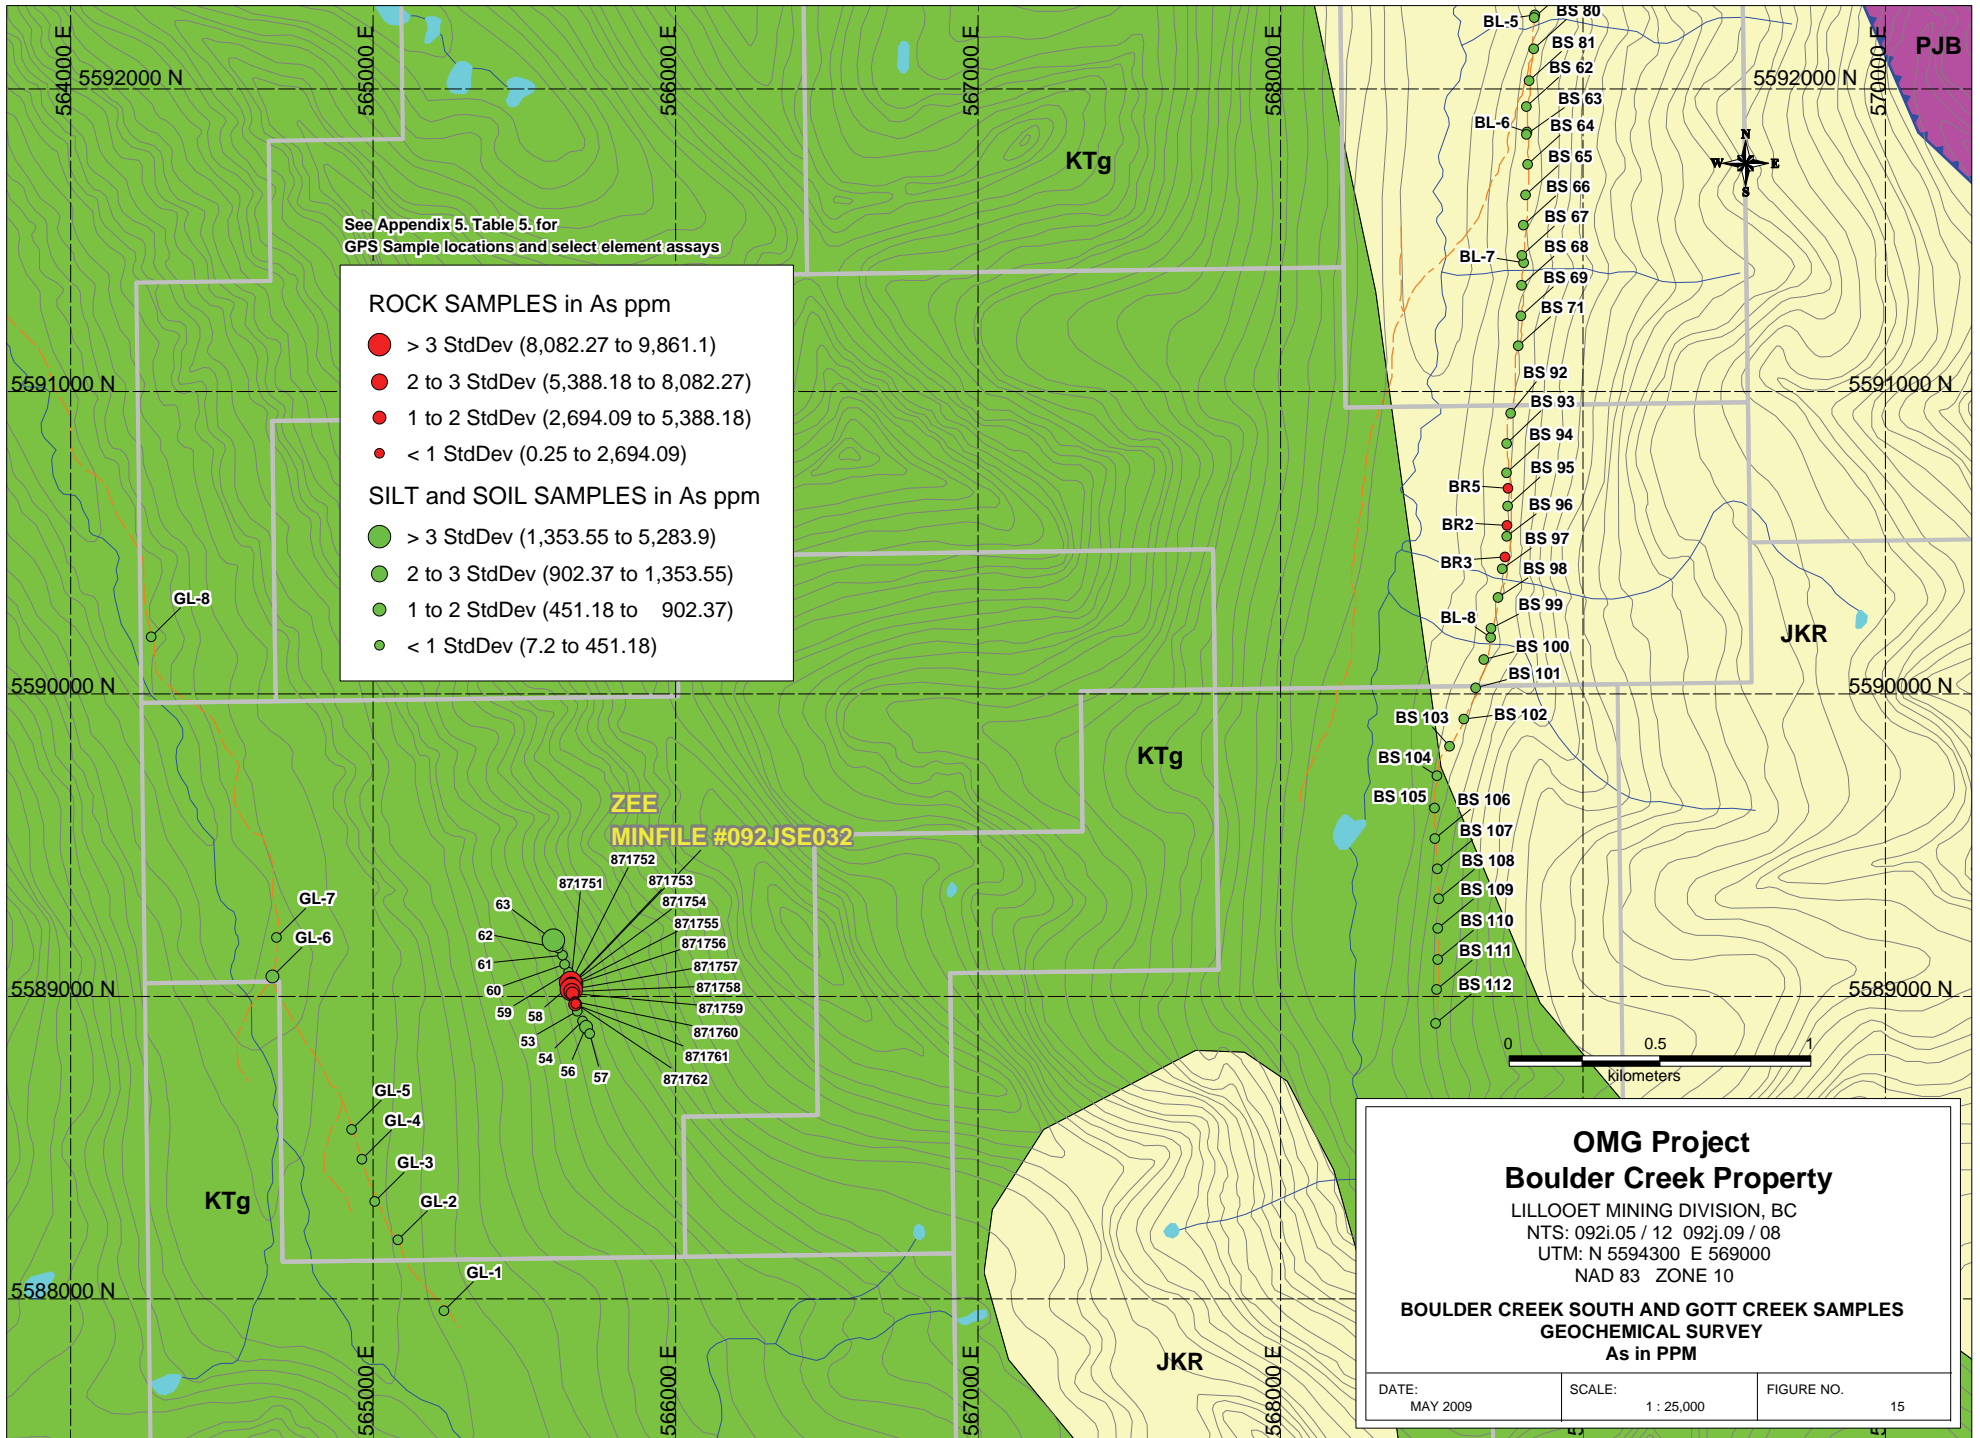 564000 E
565000 E
566000 E
567000 E
568000 E
570000 E
5592000 N
5592000 N
PJB
BL-5
BS 80
BS 81
BS 62
BS 63
BL-6
BS 64
BS 65
BS 66
BS 67
BS 68
BL-7
BS 69
BS 71
BS 92
BS 93
BS 94
BS 95
BR5
BS 96
BR2
BS 97
BR3
BS 98
BS 99
BL-8
BS 100
BS 101
BS 102
BS 103
BS 104
BS 105
BS 106
BS 107
BS 108
BS 109
BS 110
BS 111
BS 112
N
W
E
S
KTg
See Appendix 5. Table 5. for
GPS Sample locations and select element assays
ROCK SAMPLES in As ppm
> 3 StdDev (8,082.27 to 9,861.1)
2 to 3 StdDev (5,388.18 to 8,082.27)
1 to 2 StdDev (2,694.09 to 5,388.18)
< 1 StdDev (0.25 to 2,694.09)
SILT and SOIL SAMPLES in As ppm
> 3 StdDev (1,353.55 to 5,283.9)
2 to 3 StdDev (902.37 to 1,353.55)
1 to 2 StdDev (451.18 to 902.37)
< 1 StdDev (7.2 to 451.18)
5591000 N
5591000 N
GL-8
JKR
5590000 N
5590000 N
KTg
ZEE
MINFILE #092JSE032
871752
871751
871753
871754
871755
871756
871757
871758
871759
871760
871761
871762
63
62
61
60
59
58
53
54
56
57
GL-7
GL-6
5589000 N
5589000 N
GL-5
GL-4
GL-3
GL-2
GL-1
KTg
5588000 N
JKR
565000 E
566000 E
567000 E
568000 E
0
0.5
1
kilometers
OMG Project
Boulder Creek Property
LILLOOET MINING DIVISION, BC
NTS: 092i.05 / 12 092j.09 / 08
UTM: N 5594300 E 569000
NAD 83 ZONE 10
BOULDER CREEK SOUTH AND GOTT CREEK SAMPLES
GEOCHEMICAL SURVEY
As in PPM
DATE:
MAY 2009
SCALE:
1 : 25,000
FIGURE NO.
15